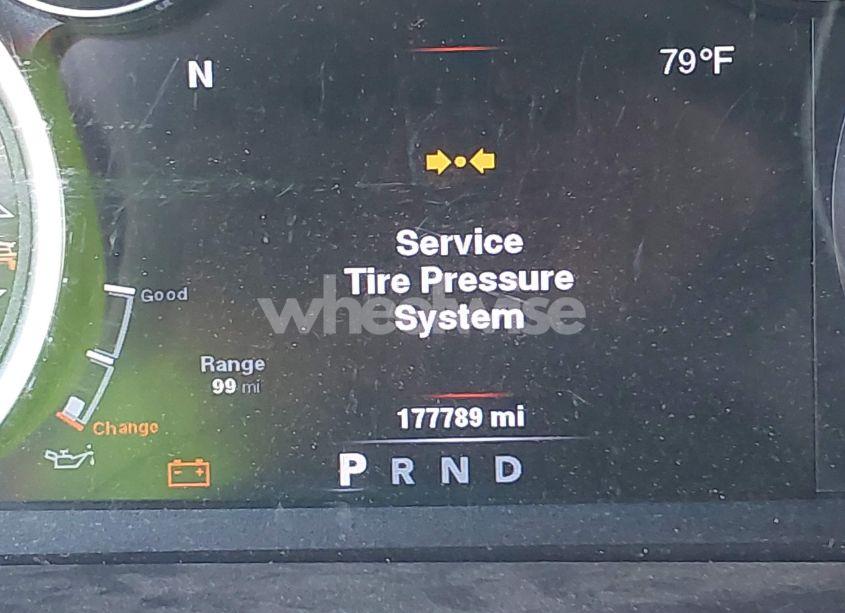 N
79°F
Service
Tire Pressure
System
wheelwise
Good
Range
99 mi
Change
177789 mi
P R N D